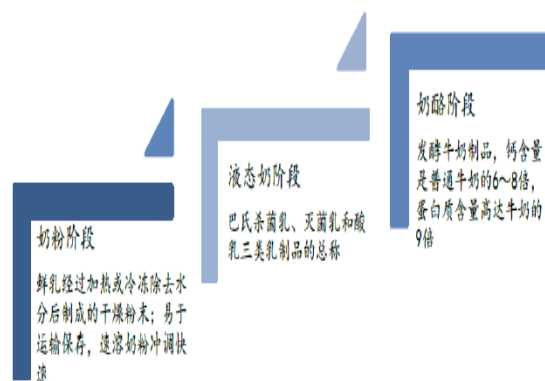 奶粉阶段
鲜乳经过加热或冷冻除去水
分后制成的干燥粉末；易于
运输保存，速溶奶粉冲调快
速
液态奶阶段
巴氏杀菌乳、灭菌乳和酸
乳三类乳制品的总称
奶酪阶段
发酵牛奶制品，钙含量
是普通牛奶的6~8倍，
蛋白质含量高达牛奶的
9倍